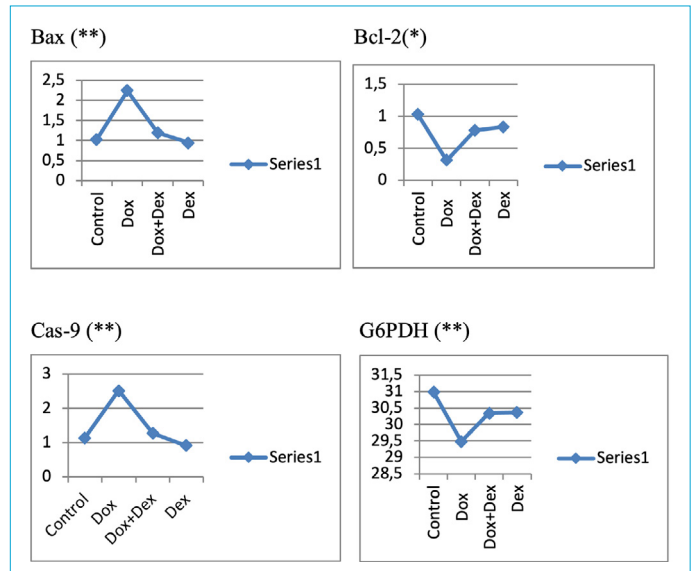 Bax (**)
2,5
2
1,5
1
0,5
0
Control
Dox
Dox+Dex
Dex
Series1
Bcl-2(*)
1,5
1
0,5
0
Control
Dox
Dox+Dex
Dex
Series1
Cas-9 (**)
3
2
1
0
Control
Dox
Dox+Dex
Dex
Series1
G6PDH (**)
31,5
31
30,5
30
29,5
29
28,5
Control
Dox
Dox+Dex
Dex
Series1